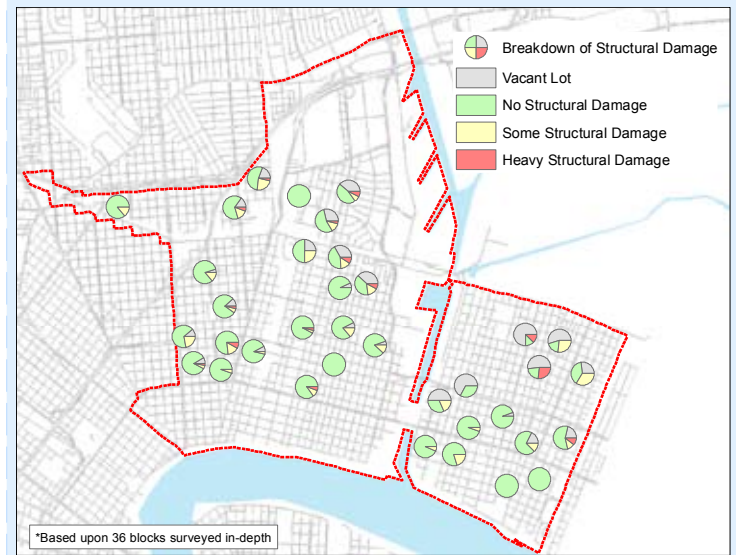 Breakdown of Structural Damage
Vacant Lot
No Structural Damage
Some Structural Damage
Heavy Structural Damage
*Based upon 36 blocks surveyed in-depth